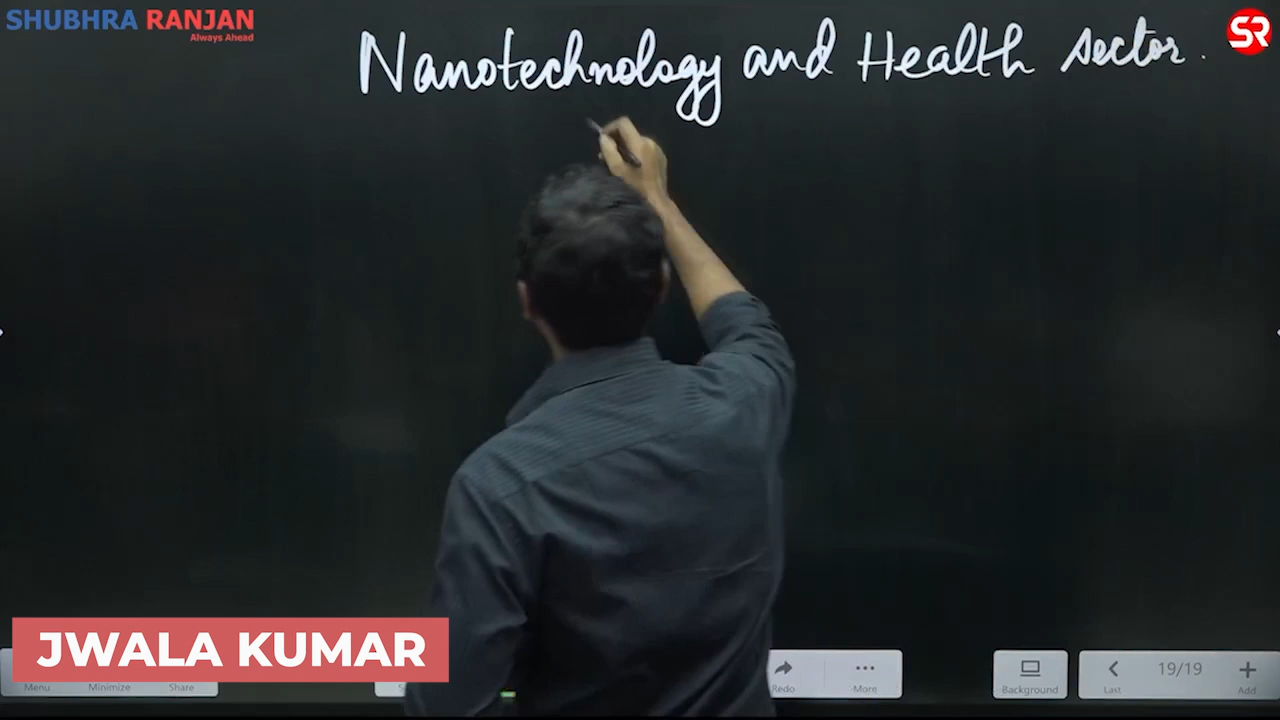 SHUBHRA RANJAN
Always Ahead
SR
Nanotechnology and Health sector.
JWALA KUMAR
Menu Minimize Share
Redo More
Background
Last 19/19 Add